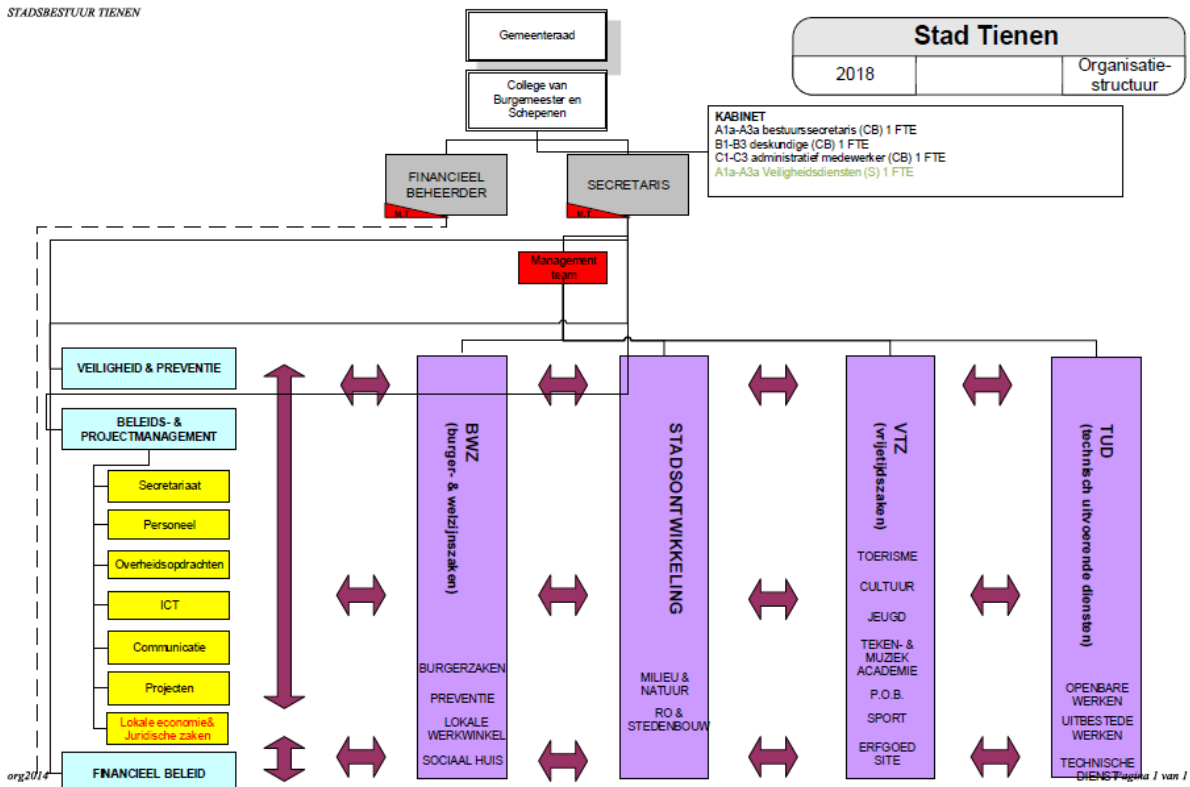 STADSBESTUUR TIENEN
Gemeenteraad
College van
Burgemeester en
Schepenen
Stad Tienen
2018
Organisatie-
structuur
KABINET
A1a-A3a bestuurssecretaris (CB) 1 FTE
B1-B3 deskundige (CB) 1 FTE
C1-C3 administratief medewerker (CB) 1 FTE
A1a-A3a Veiligheidsdiensten (S) 1 FTE
FINANCIEEL
BEHEERDER
M.T
SECRETARIS
M.T
Management
team
VEILIGHEID & PREVENTIE
BELEIDS- &
PROJECTMANAGEMENT
Secretariaat
Personeel
Overheidsopdrachten
ICT
Communicatie
Projecten
Lokale economie&
Juridische zaken
FINANCIEEL BELEID
BWZ
(burger- & welzijnszaken)
BURGERZAKEN
PREVENTIE
LOKALE
WERKWINKEL
SOCIAAL HUIS
STADSONTWIKKELING
MILIEU &
NATUUR
RO &
STEDENBOUW
VTZ
(vrijetijdszaken)
TOERISME
CULTUUR
JEUGD
TEKEN- &
MUZIEK
ACADEMIE
P.O.B.
SPORT
ERFGOED
SITE
TUD
(technisch uitvoerende diensten)
OPENBARE
WERKEN
UITBESTEDE
WERKEN
TECHNISCHE
DIENST
org2014
Pagina 1 van 1